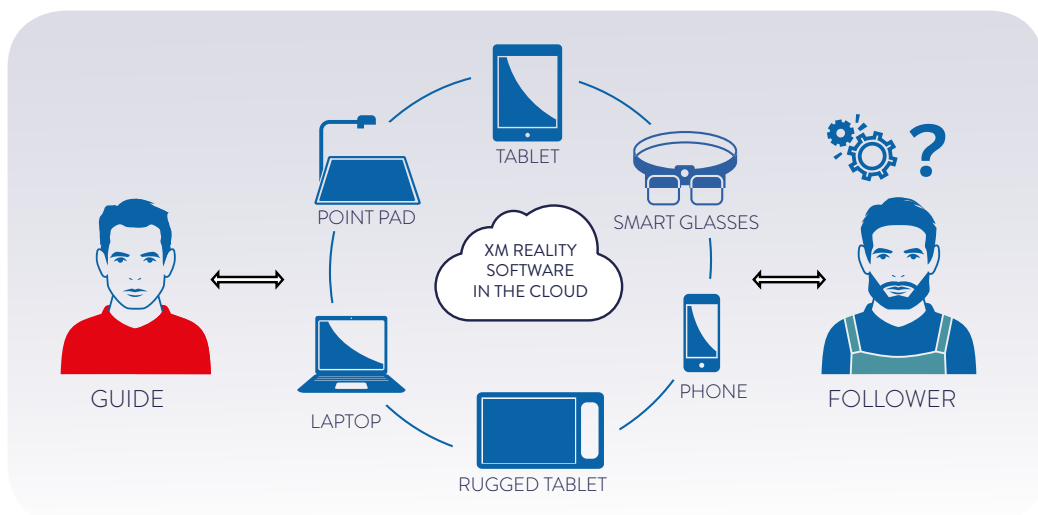 TABLET
POINT PAD
SMART GLASSES
?
XM REALITY
SOFTWARE
IN THE CLOUD
GUIDE
LAPTOP
PHONE
FOLLOWER
RUGGED TABLET